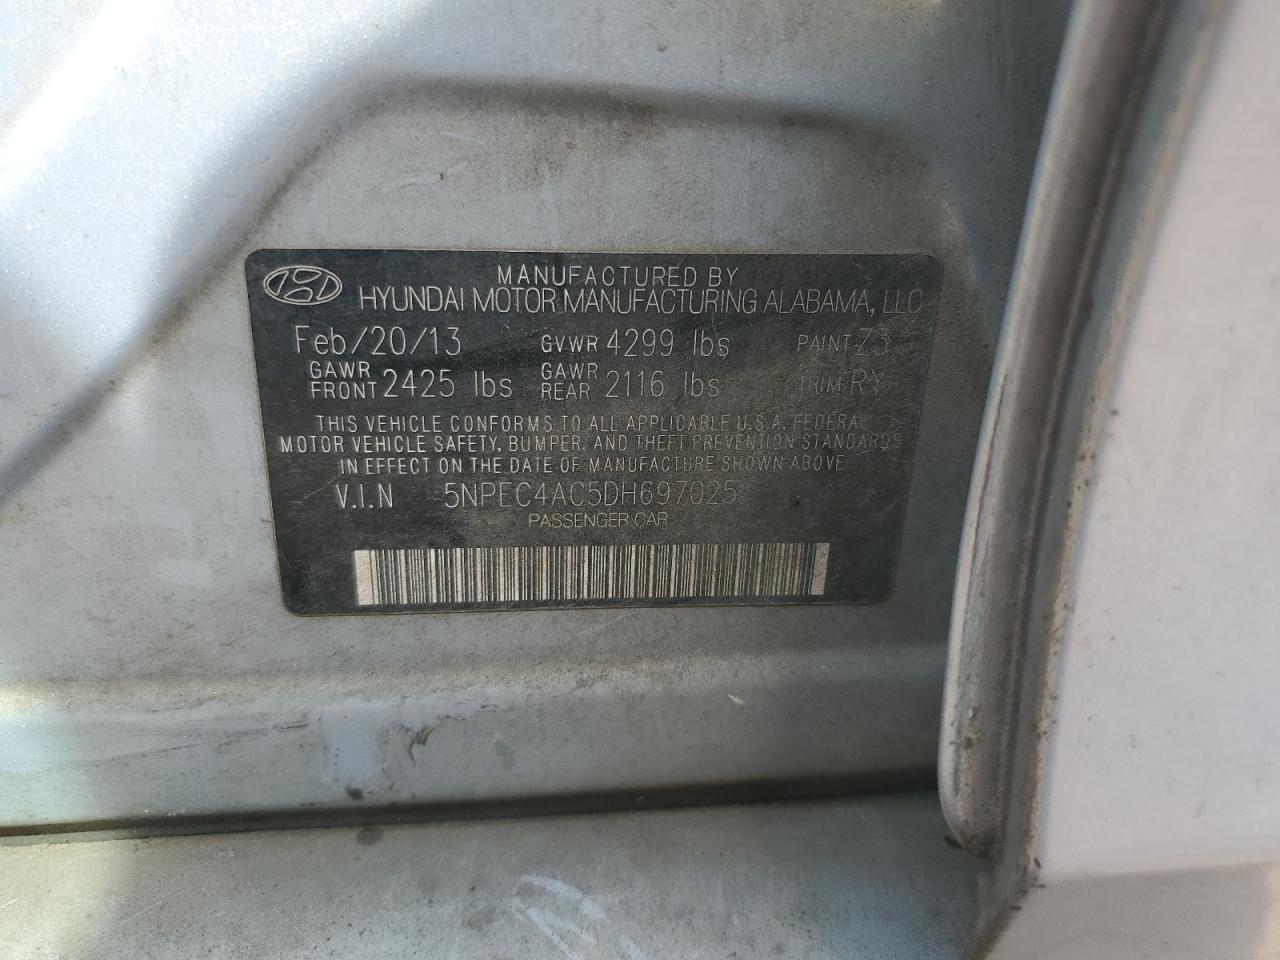 MANUFACTURED BY
HYUNDAI MOTOR MANUFACTURING ALABAMA, LLC
Feb/20/13 GVWR 4299 lbs PAINT Z3
GAWR FRONT 2425 lbs GAWR REAR 2116 lbs TRIM RY
THIS VEHICLE CONFORMS TO ALL APPLICABLE U.S.A. FEDERAL
MOTOR VEHICLE SAFETY, BUMPER, AND THEFT PREVENTION STANDARDS
IN EFFECT ON THE DATE OF MANUFACTURE SHOWN ABOVE
V.I.N 5NPEC4AC5DH697025
PASSENGER CAR